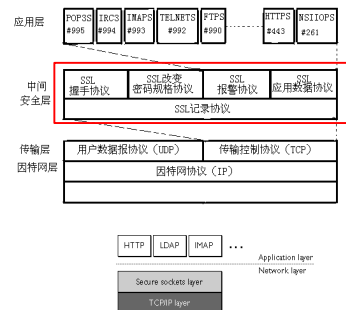 应用层
POP3S IRC3 IMAPS TELNETS FTPS HTTPS NSIIOPS
#995 #994 #993 #992 #990 #443 #261
中间
安全层
SSL
握手协议
SSL改变
密码规格协议
SSL
报警协议
SSL
应用数据协议
SSL记录协议
传输层
用户数据报协议（UDP） 传输控制协议（TCP）
因特网层
因特网协议（IP）
HTTP LDAP IMAP ...
Application layer
Network layer
Secure sockets layer
TCP/IP layer